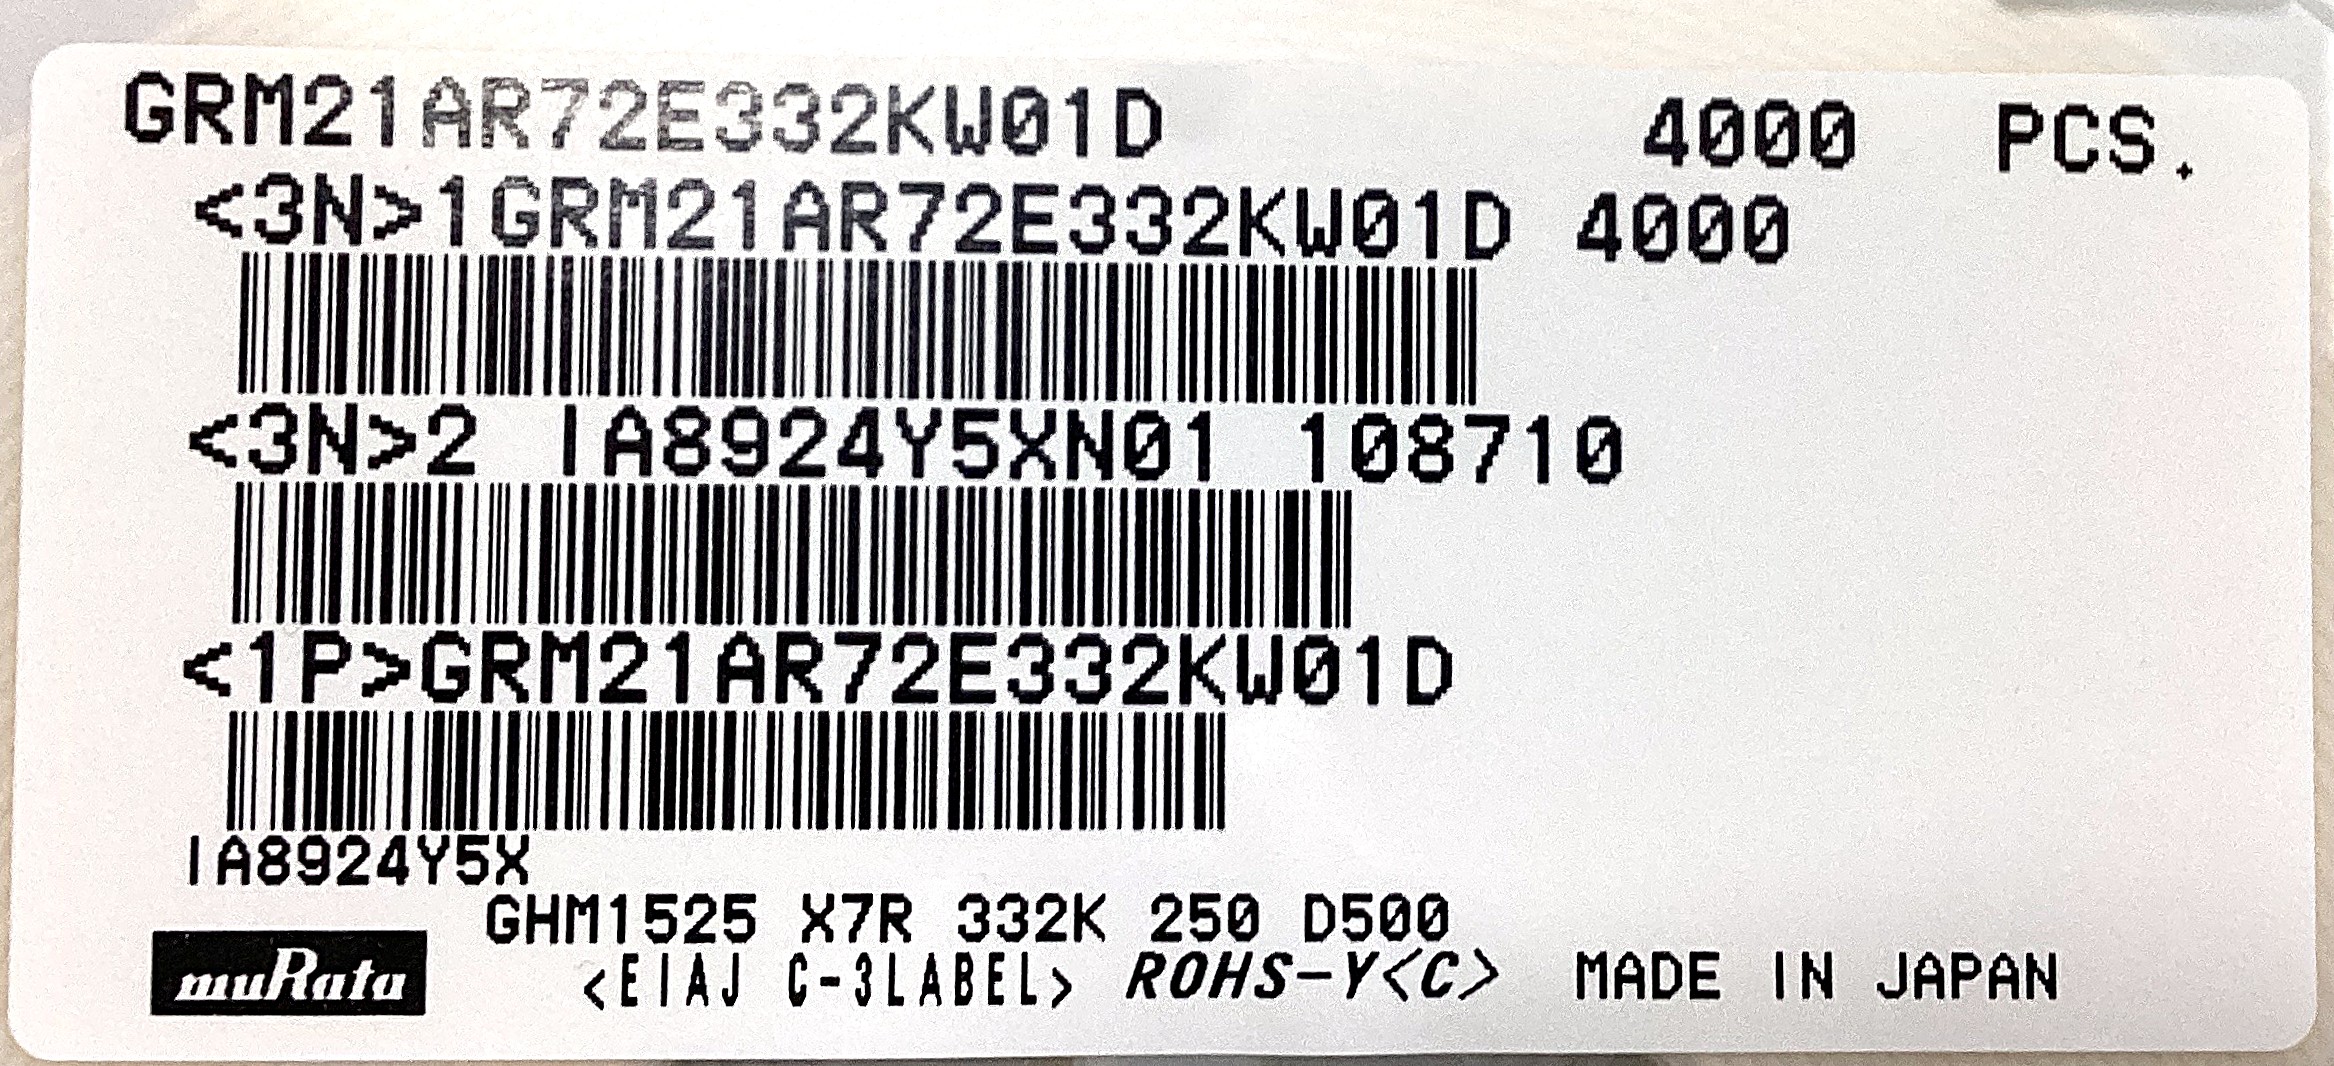 GRM21AR72E332KW01D 4000 PCS.
<3N>1GRM21AR72E332KW01D 4000
<3N>2 IA8924Y5XN01 108710
<1P>GRM21AR72E332KW01D
IA8924Y5X
GHM1525 X7R 332K 250 D500
muRata <EIAJ C-3LABEL> ROHS-Y<C> MADE IN JAPAN